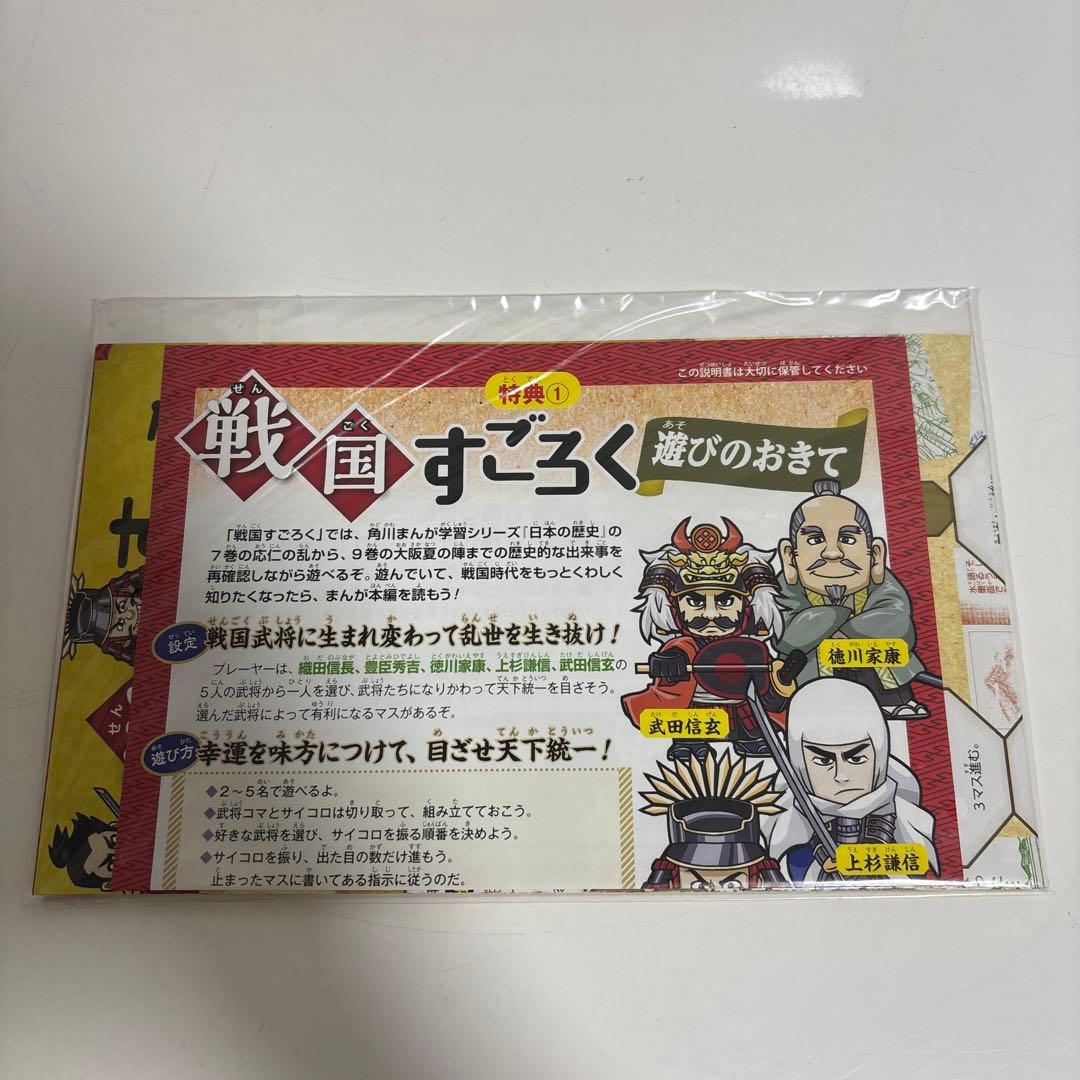 この説明書は大切に保管してください
特典①
戦国すごろく
遊びのおきて
「戦国すごろく」では、角川まんが学習シリーズ『日本の歴史』の
7巻の応仁の乱から、9巻の大阪夏の陣までの歴史的な出来事を
再確認しながら遊べるぞ。遊んでいて、戦国時代をもっとくわしく
知りたくなったら、まんが本編を読もう！
設定 戦国武将に生まれ変わって乱世を生き抜け！
プレーヤーは、織田信長、豊臣秀吉、徳川家康、上杉謙信、武田信玄の
5人の武将から一人を選び、武将たちになりかわって天下統一を目ざそう。
選んだ武将によって有利になるマスがあるぞ。
遊び方 幸運を味方につけて、目ざせ天下統一！
◆2〜5名で遊べるよ。
◆武将コマとサイコロは切り取って、組み立てておこう。
◆好きな武将を選び、サイコロを振る順番を決めよう。
◆サイコロを振り、出た目の数だけ進もう。
止まったマスに書いてある指示に従うのだ。
徳川家康
武田信玄
上杉謙信
3マス進む。